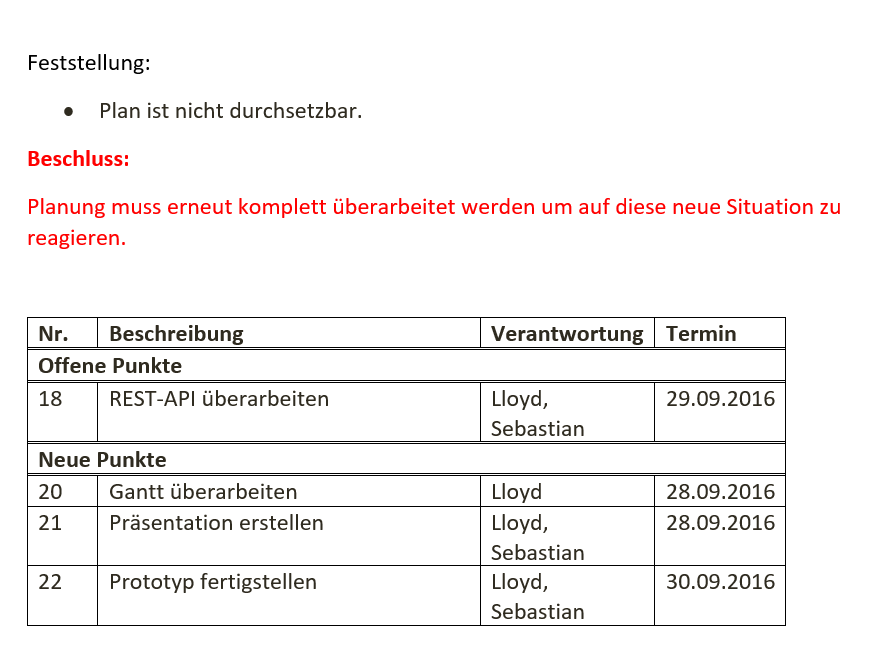 Feststellung:
• Plan ist nicht durchsetzbar.
Beschluss:
Planung muss erneut komplett überarbeitet werden um auf diese neue Situation zu
reagieren.
Nr. Beschreibung Verantwortung Termin
Offene Punkte
18 REST-API überarbeiten Lloyd, 29.09.2016
Sebastian
Neue Punkte
20 Gantt überarbeiten Lloyd 28.09.2016
21 Präsentation erstellen Lloyd, 28.09.2016
Sebastian
22 Prototyp fertigstellen Lloyd, 30.09.2016
Sebastian